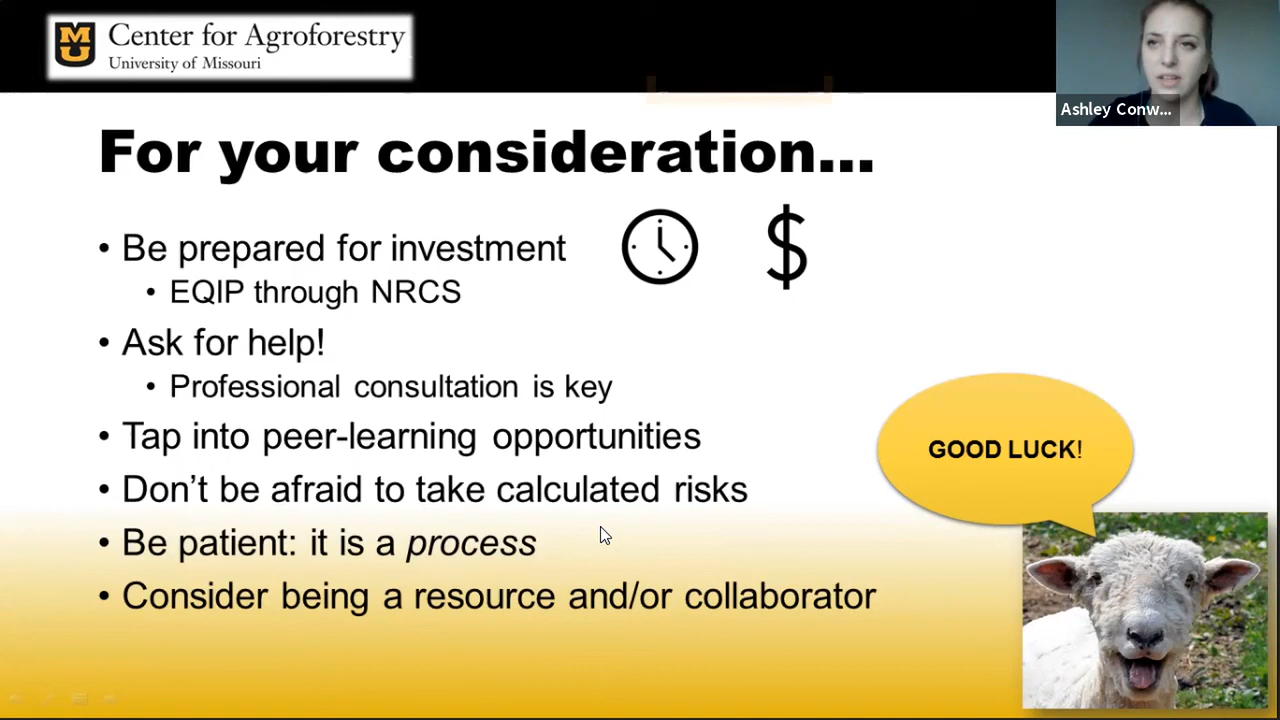 MU
Center for Agroforestry
University of Missouri
Ashley Conw...
For your consideration...
• Be prepared for investment
$
• EQIP through NRCS
• Ask for help!
• Professional consultation is key
• Tap into peer-learning opportunities
• Don’t be afraid to take calculated risks
• Be patient: it is a process
• Consider being a resource and/or collaborator
GOOD LUCK!